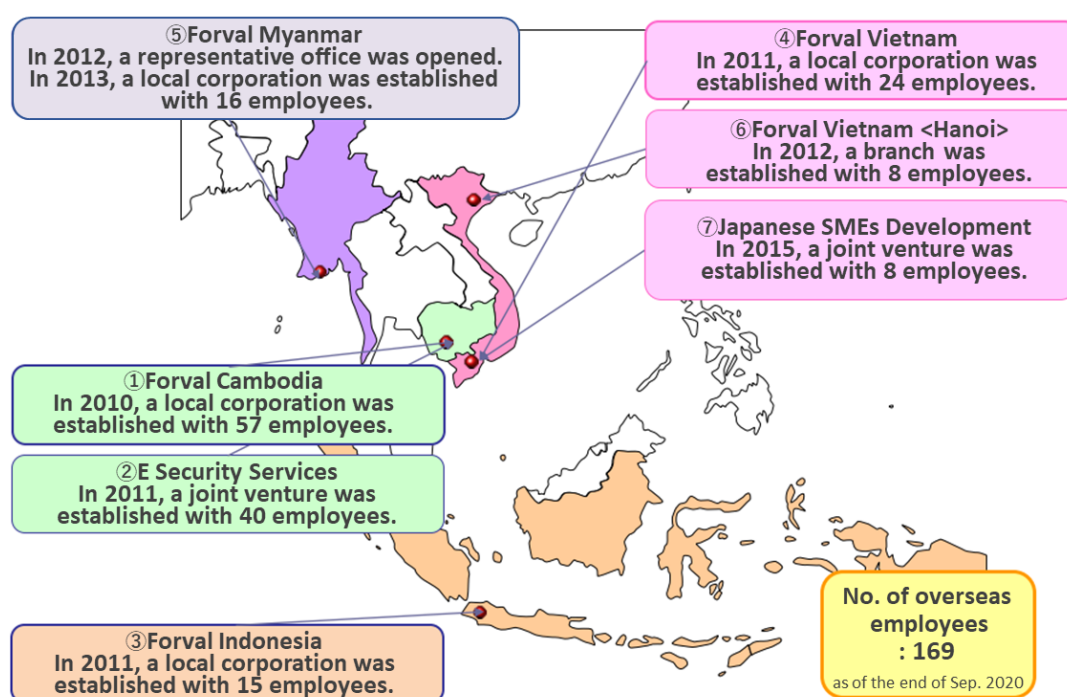 ⑤Forval Myanmar
In 2012, a representative office was opened.
In 2013, a local corporation was established
with 16 employees.
④Forval Vietnam
In 2011, a local corporation was
established with 24 employees.
⑥Forval Vietnam <Hanoi>
In 2012, a branch was
established with 8 employees.
⑦Japanese SMEs Development
In 2015, a joint venture was
established with 8 employees.
①Forval Cambodia
In 2010, a local corporation was
established with 57 employees.
②E Security Services
In 2011, a joint venture was
established with 40 employees.
③Forval Indonesia
In 2011, a local corporation was
established with 15 employees.
No. of overseas
employees
: 169
as of the end of Sep. 2020